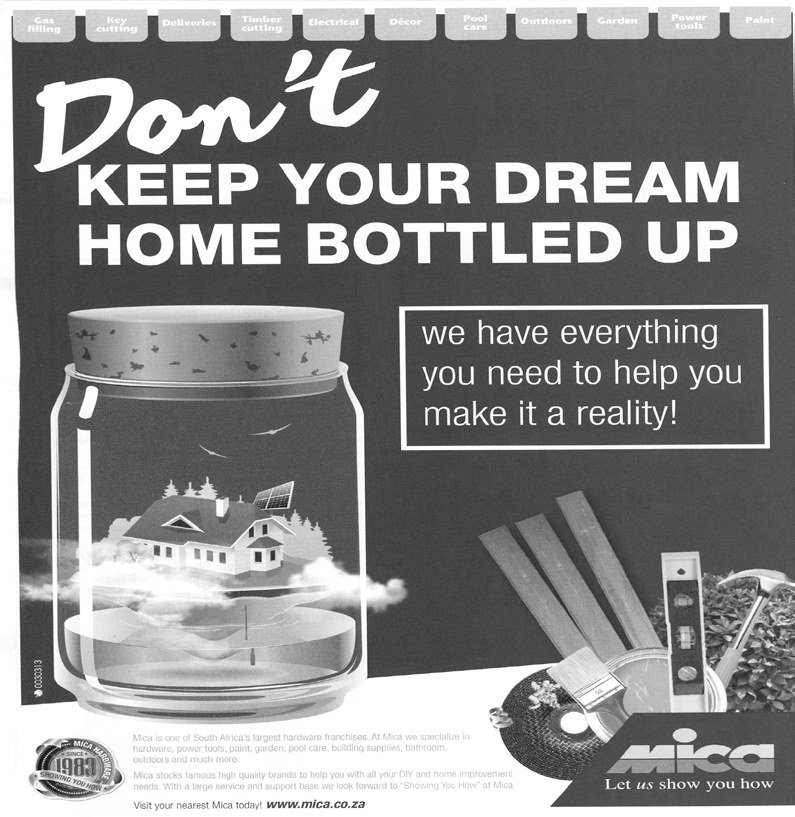 Gas filling
Key cutting
Deliveries
Timber cutting
Electrical
Décor
Pool care
Outdoors
Garden
Power tools
Paint
Don't
KEEP YOUR DREAM
HOME BOTTLED UP
we have everything
you need to help you
make it a reality!
0030313
Mica is one of South Africa's largest hardware franchises. At Mica we specialize in
hardware, power tools, paint, garden, pool care, building supplies, bathroom,
outdoors and much more.
Mica stocks famous high quality brands to help you with all your DIY and home improvement
needs. With a large service and support base we look forward to "Showing You How" at Mica
Visit your nearest Mica today! www.mica.co.za
MICA HARDWARE
SINCE
1983
SHOWING YOU HOW
mica
Let us show you how